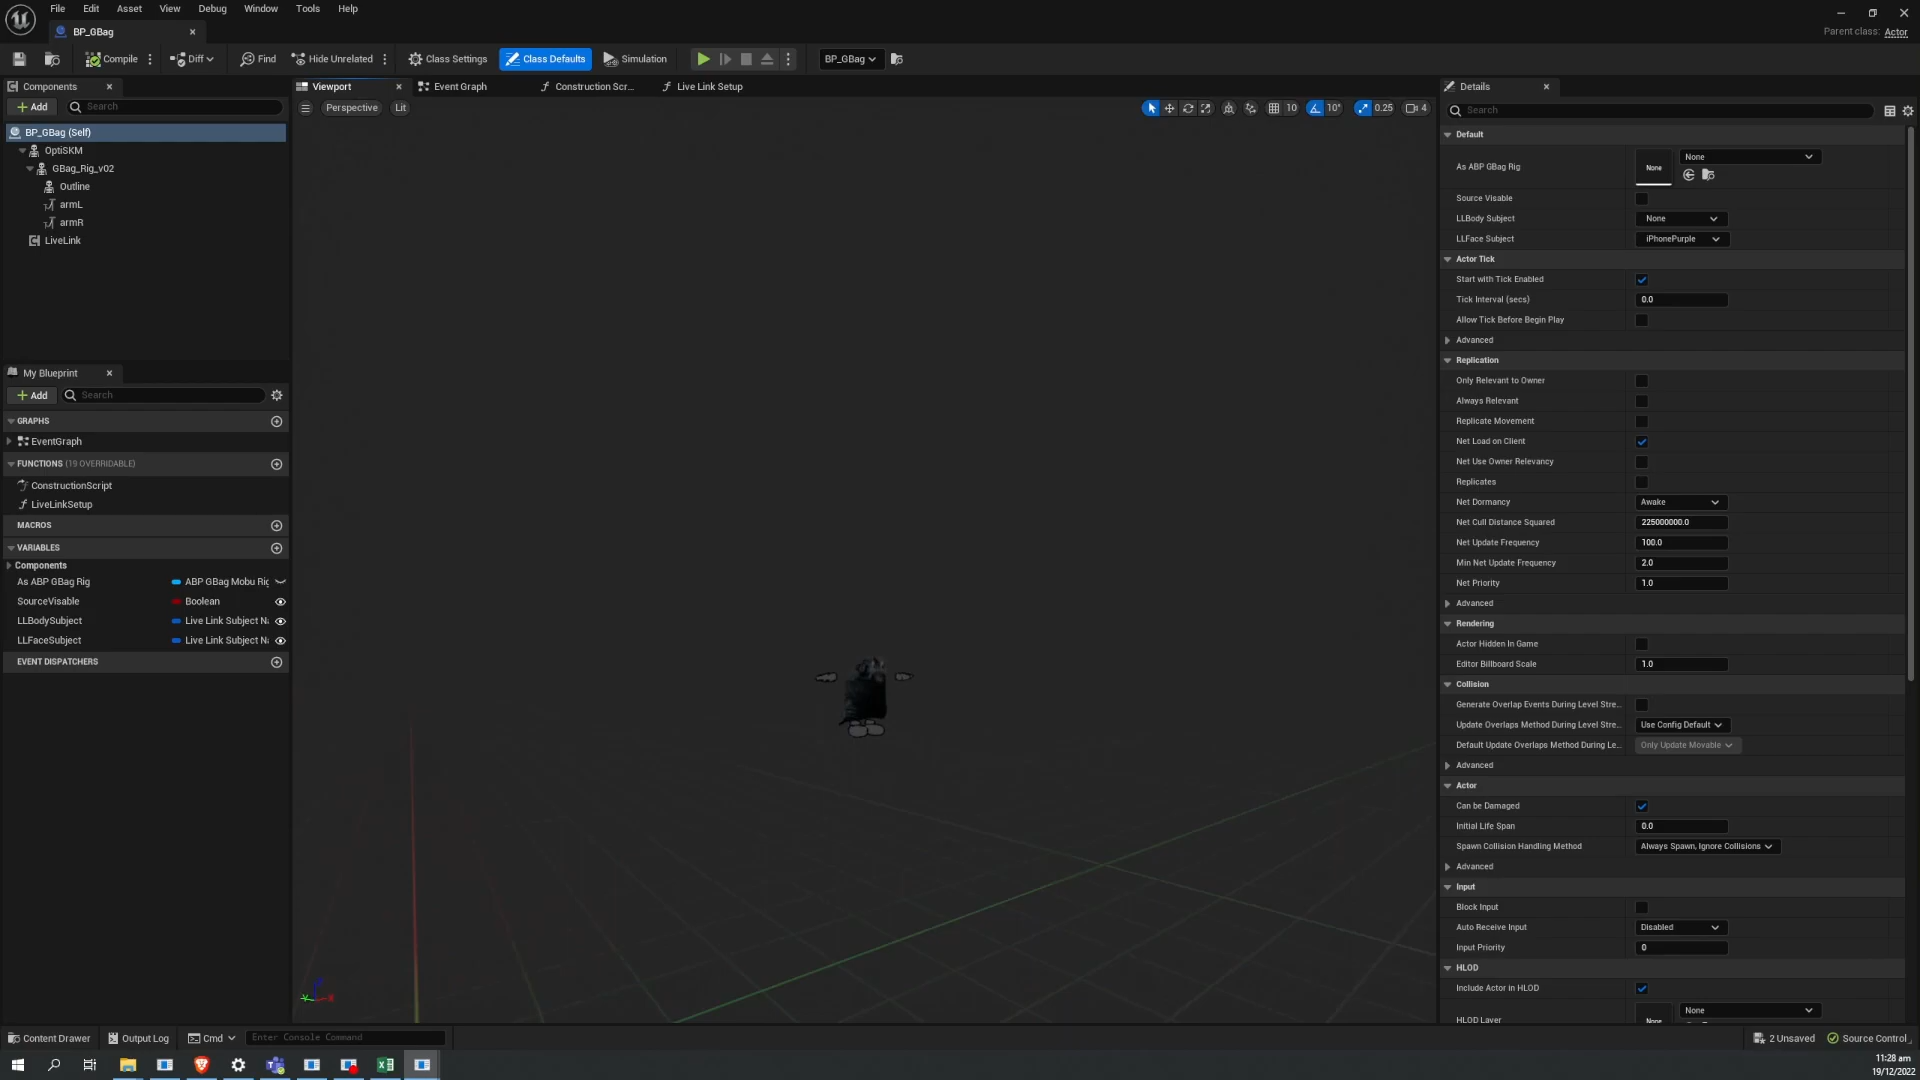 File Edit Asset View Debug Window Tools Help
BP_GBag
Parent class: Actor
Compile Diff Find Hide Unrelated Class Settings Class Defaults Simulation BP_GBag
Components
Add Search
BP_GBag (Self)
OptiSKM
GBag_Rig_v02
Outline
armL
armR
LiveLink
My Blueprint
Add Search
GRAPHS
EventGraph
FUNCTIONS (19 OVERRIDABLE)
ConstructionScript
LiveLinkSetup
MACROS
VARIABLES
Components
As ABP GBag Rig ABP GBag Mobu Rig
SourceVisable Boolean
LLBodySubject Live Link Subject Na
LLFaceSubject Live Link Subject Na
EVENT DISPATCHERS
Viewport Event Graph Construction Scr... Live Link Setup
Perspective Lit
10 10° 0.25 4
Details
Search
Default
As ABP GBag Rig None None
Source Visable
LLBody Subject None
LLFace Subject iPhonePurple
Actor Tick
Start with Tick Enabled
Tick Interval (secs) 0.0
Allow Tick Before Begin Play
Advanced
Replication
Only Relevant to Owner
Always Relevant
Replicate Movement
Net Load on Client
Net Use Owner Relevancy
Replicates
Net Dormancy Awake
Net Cull Distance Squared 225000000.0
Net Update Frequency 100.0
Min Net Update Frequency 2.0
Net Priority 1.0
Advanced
Rendering
Actor Hidden In Game
Editor Billboard Scale 1.0
Collision
Generate Overlap Events During Level Stre...
Update Overlaps Method During Level Stre... Use Config Default
Default Update Overlaps Method During Le... Only Update Movable
Advanced
Actor
Can be Damaged
Initial Life Span 0.0
Spawn Collision Handling Method Always Spawn, Ignore Collisions
Advanced
Input
Block Input
Auto Receive Input Disabled
Input Priority 0
HLOD
Include Actor in HLOD
HLOD Layer None None
Content Drawer Output Log Cmd Enter Console Command
2 Unsaved Source Control
11:28 am
19/12/2022